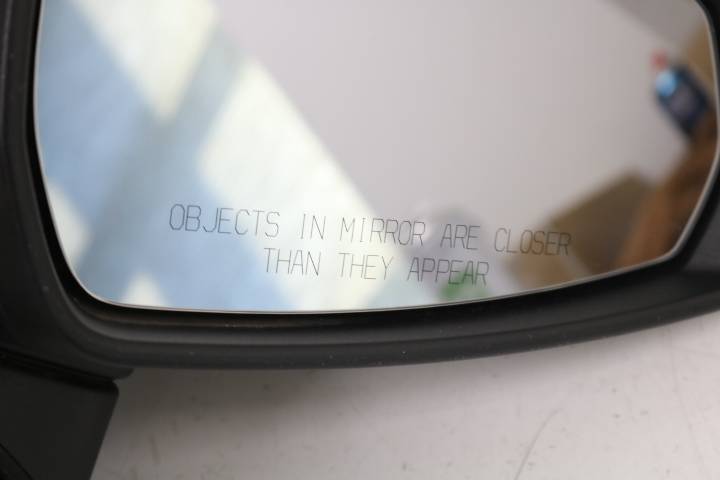 OBJECTS IN MIRROR ARE CLOSER
THAN THEY APPEAR